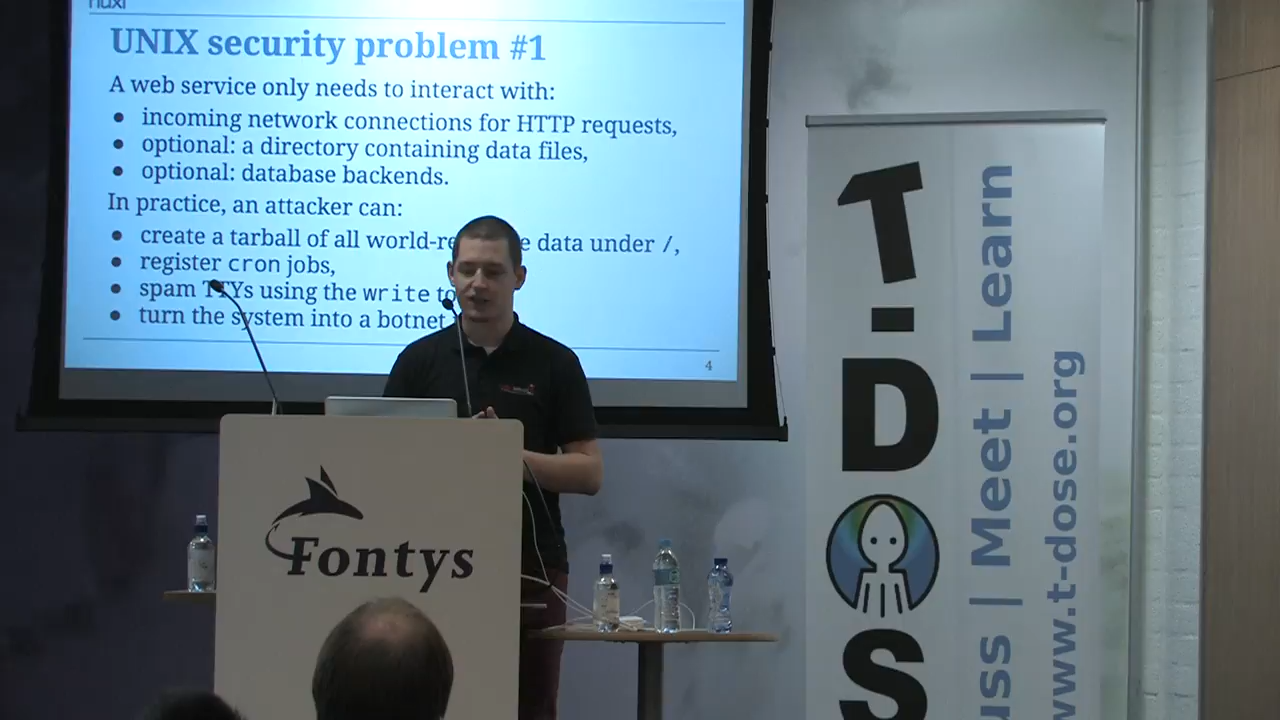 nuxi
UNIX security problem #1
A web service only needs to interact with:
• incoming network connections for HTTP requests,
• optional: a directory containing data files,
• optional: database backends.
In practice, an attacker can:
• create a tarball of all world-re e data under /,
• register cron jobs,
• spam TTYs using the write to
• turn the system into a botnet
4
Fontys
T-DOS
uss | Meet | Learn
www.t-dose.org